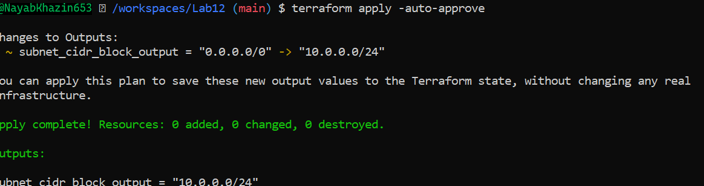 @NayabKhazin653 /workspaces/Lab12 (main) $ terraform apply -auto-approve
hanges to Outputs:
~ subnet_cidr_block_output = "0.0.0.0/0" -> "10.0.0.0/24"
ou can apply this plan to save these new output values to the Terraform state, without changing any real
nfrastructure.
pply complete! Resources: 0 added, 0 changed, 0 destroyed.
utputs:
ubnet_cidr_block_output = "10.0.0.0/24"